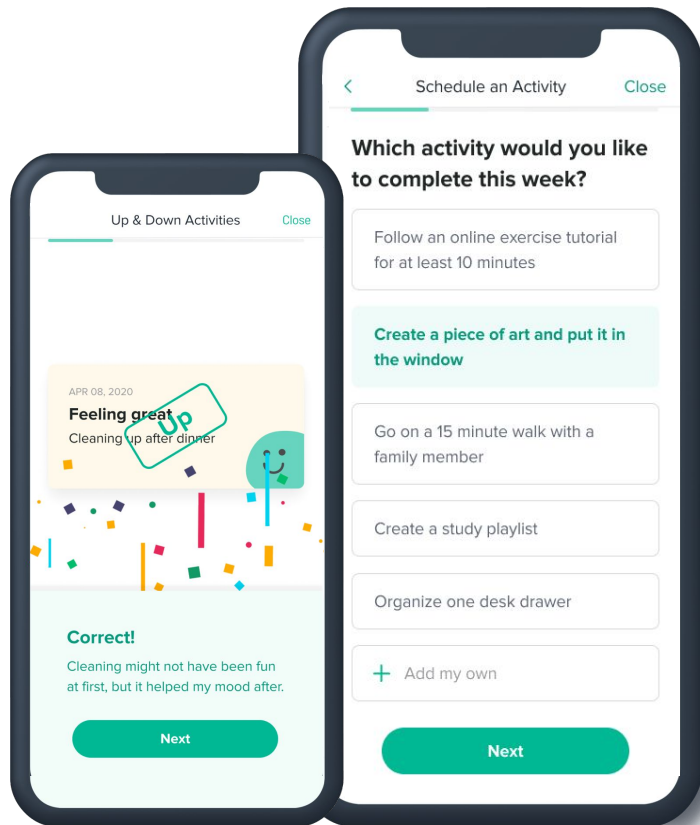 Up & Down Activities
Close
APR 08, 2020
Feeling great
Up
Cleaning up after dinner
Correct!
Cleaning might not have been fun
at first, but it helped my mood after.
Next
Schedule an Activity
Close
Which activity would you like
to complete this week?
Follow an online exercise tutorial
for at least 10 minutes
Create a piece of art and put it in
the window
Go on a 15 minute walk with a
family member
Create a study playlist
Organize one desk drawer
Add my own
Next